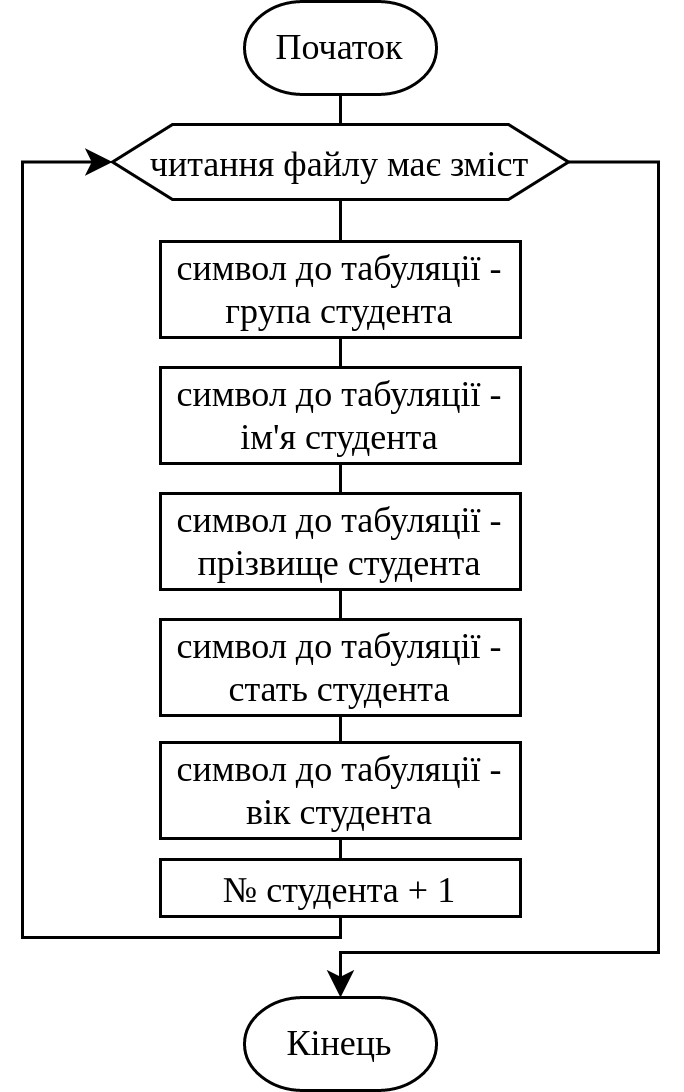 Початок
читання файлу має зміст
символ до табуляції -
група студента
символ до табуляції -
ім'я студента
символ до табуляції -
прізвище студента
символ до табуляції -
стать студента
символ до табуляції -
вік студента
№ студента + 1
Кінець